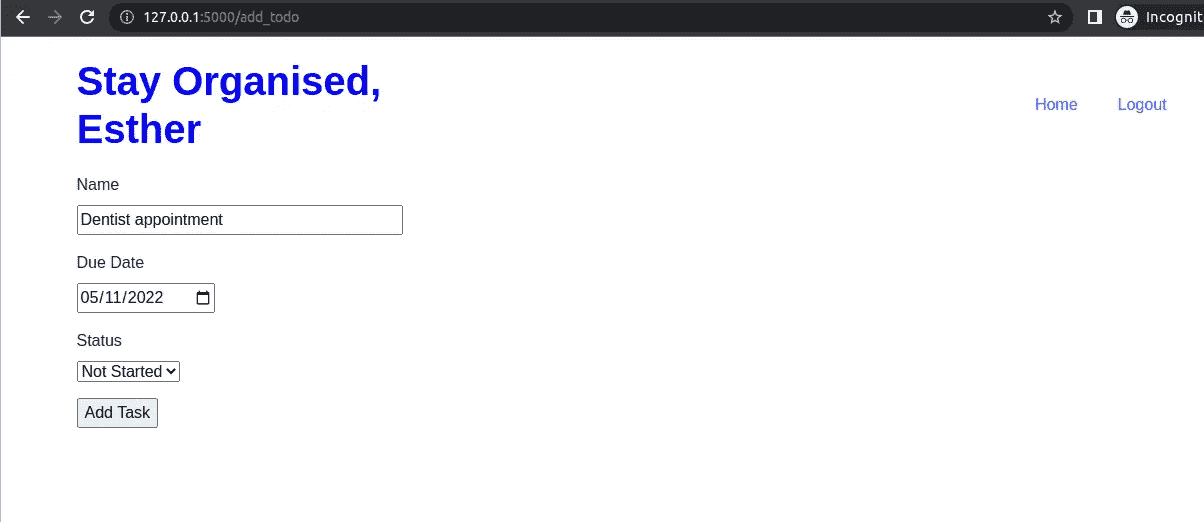 127.0.0.1:5000/add_todo
Incognit
Stay Organised,
Esther
Home
Logout
Name
Dentist appointment
Due Date
05/11/2022
Status
Not Started
Add Task